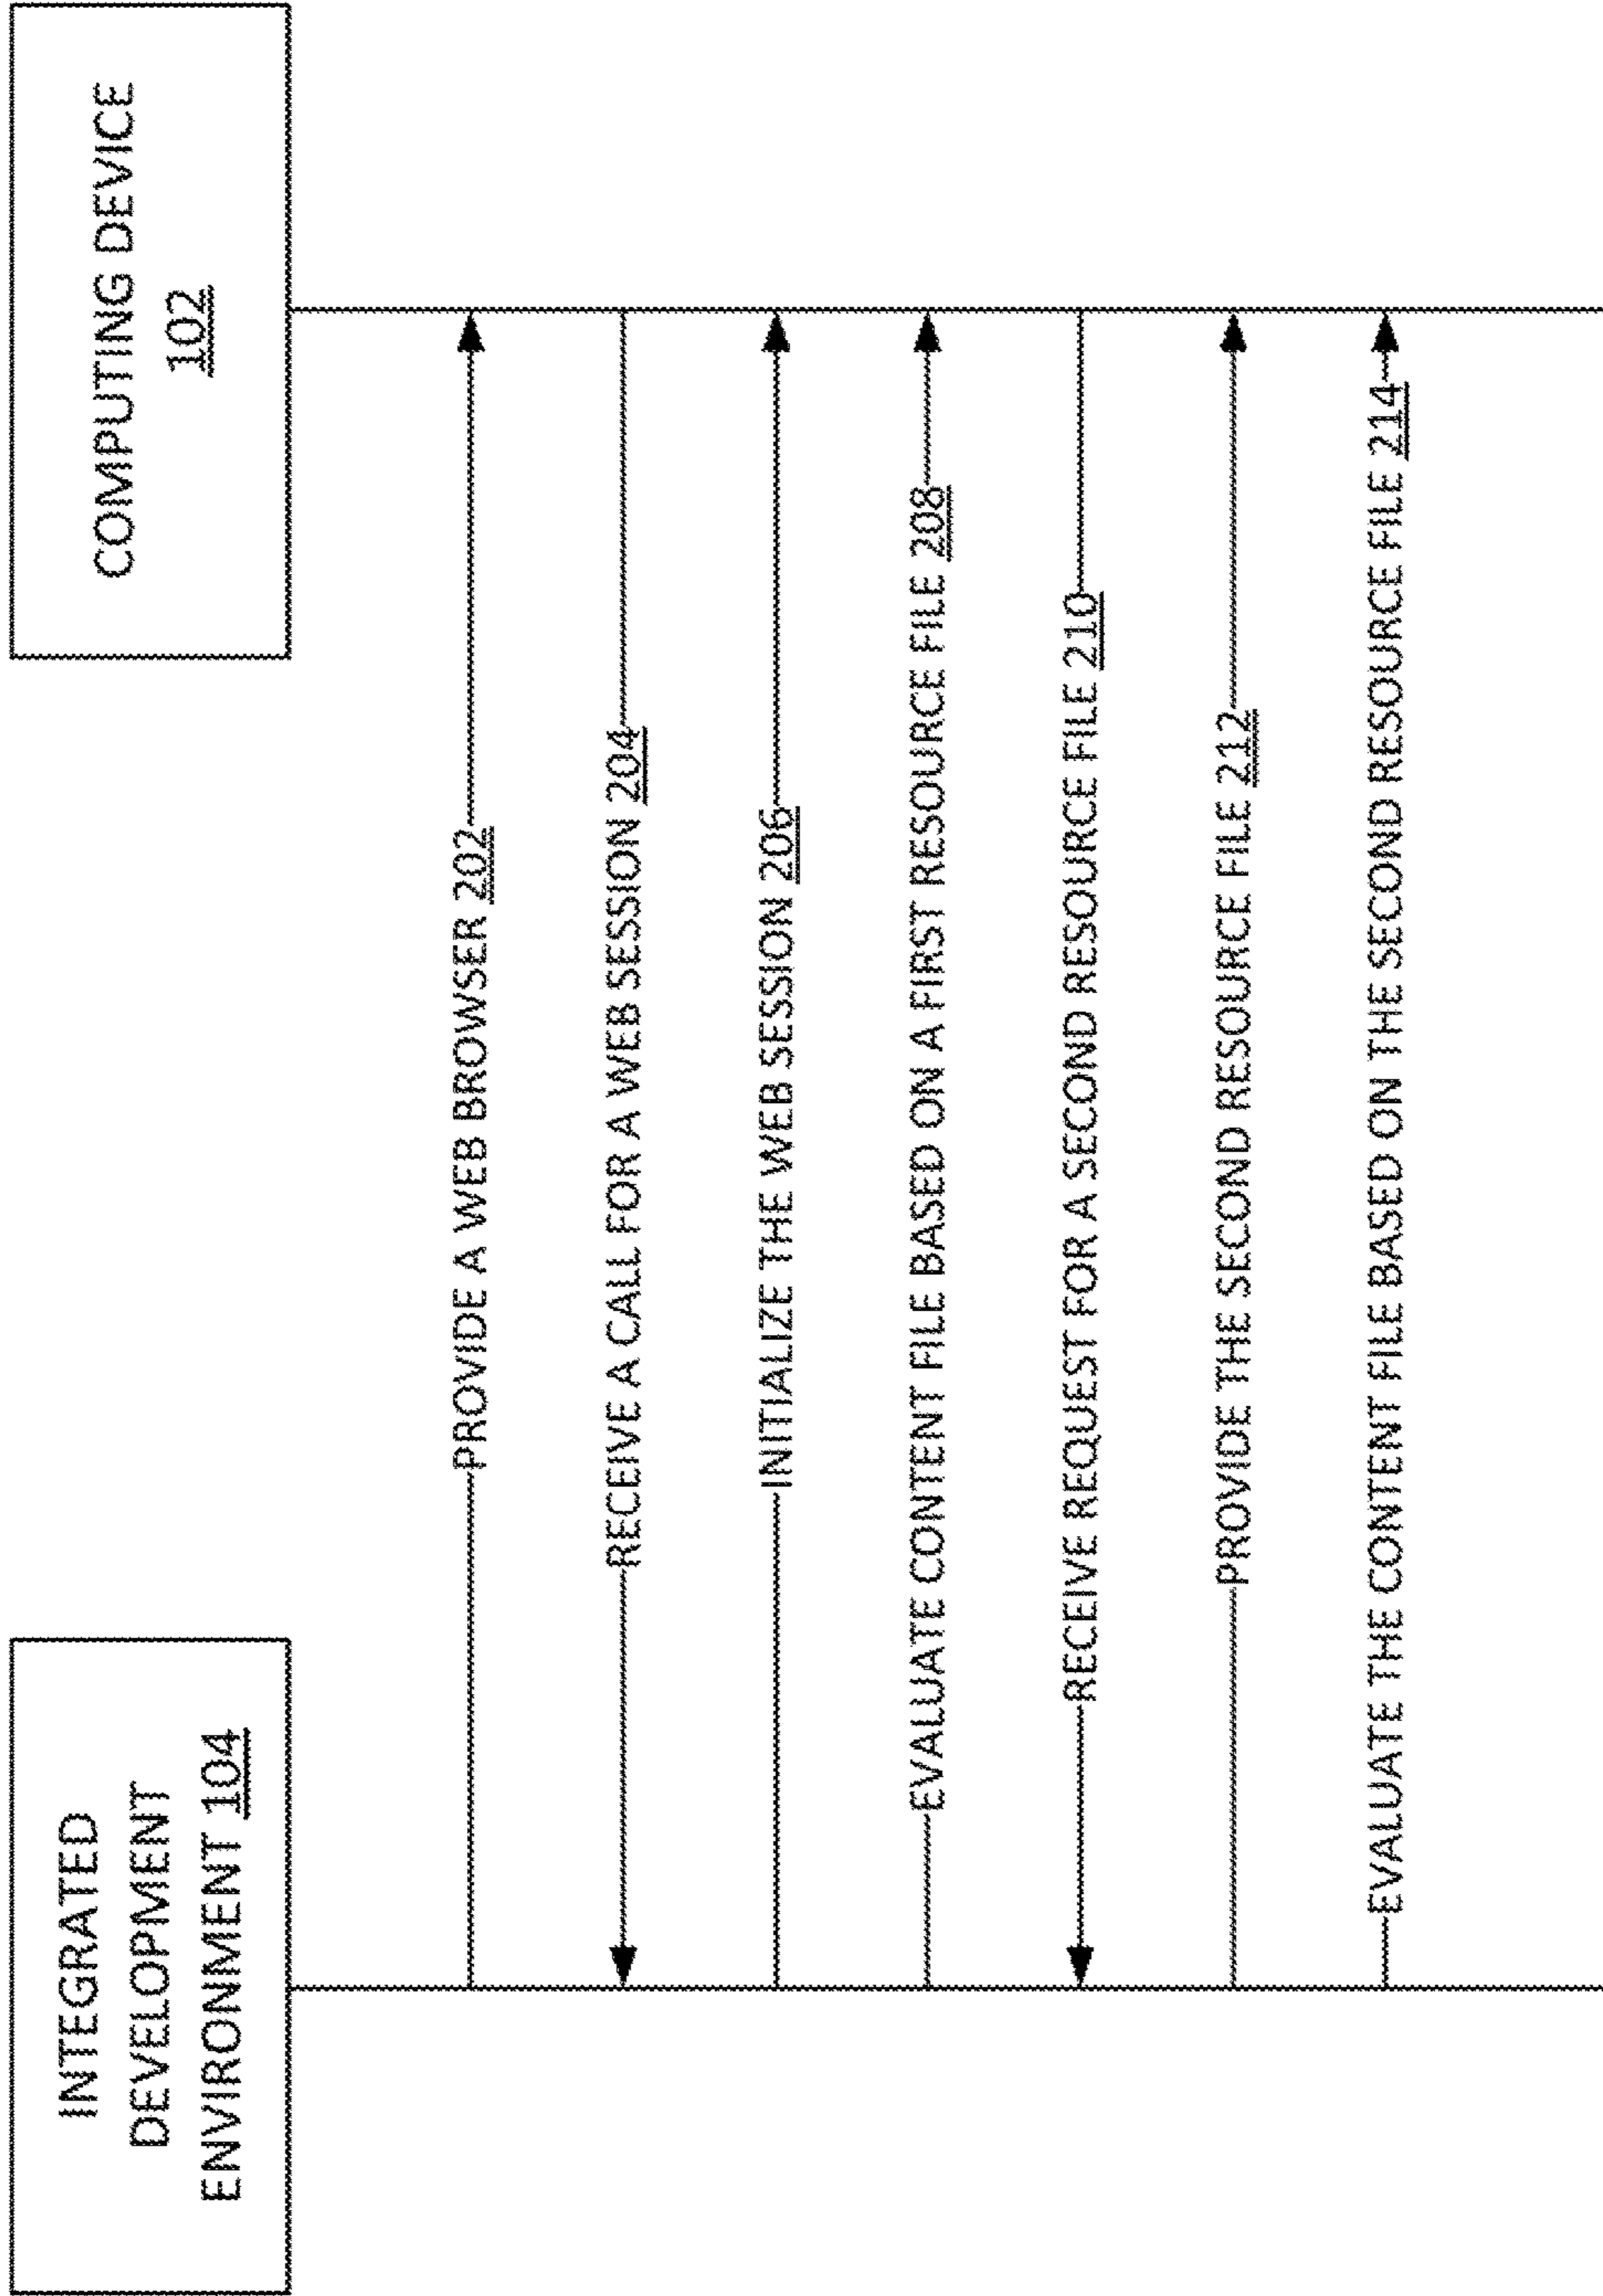 INTEGRATED
DEVELOPMENT
ENVIRONMENT 104
COMPUTING DEVICE
102
PROVIDE A WEB BROWSER 202
RECEIVE A CALL FOR A WEB SESSION 204
INITIALIZE THE WEB SESSION 206
EVALUATE CONTENT FILE BASED ON A FIRST RESOURCE FILE 208
RECEIVE REQUEST FOR A SECOND RESOURCE FILE 210
PROVIDE THE SECOND RESOURCE FILE 212
EVALUATE THE CONTENT FILE BASED ON THE SECOND RESOURCE FILE 214